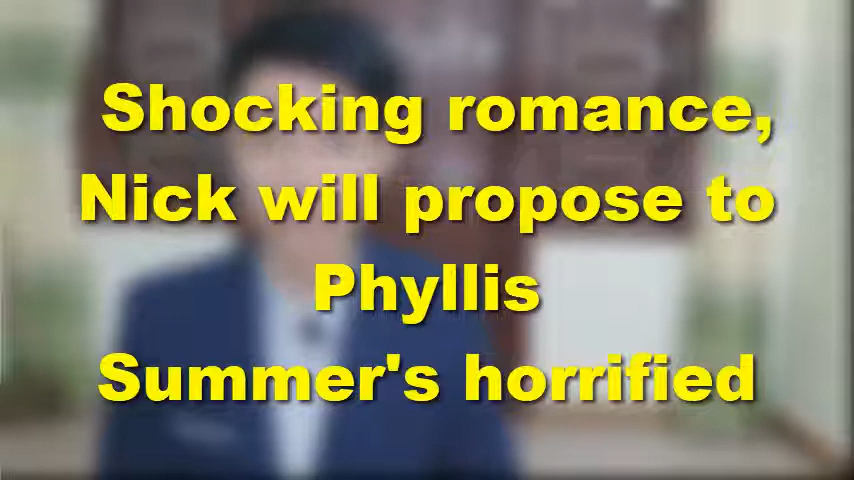 Shocking romance,
Nick will propose to
Phyllis
Summer's horrified